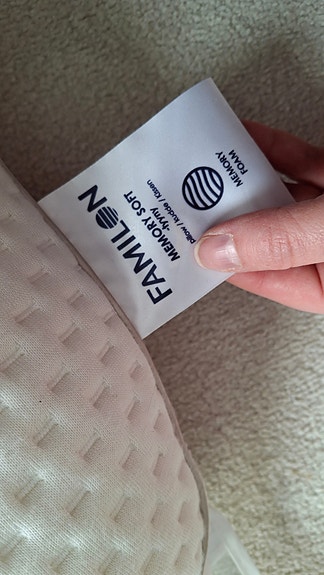 FAMILON
MEMORY SOFT
-tyyny
pillow / kudde / Kissen
MEMORY
FOAM